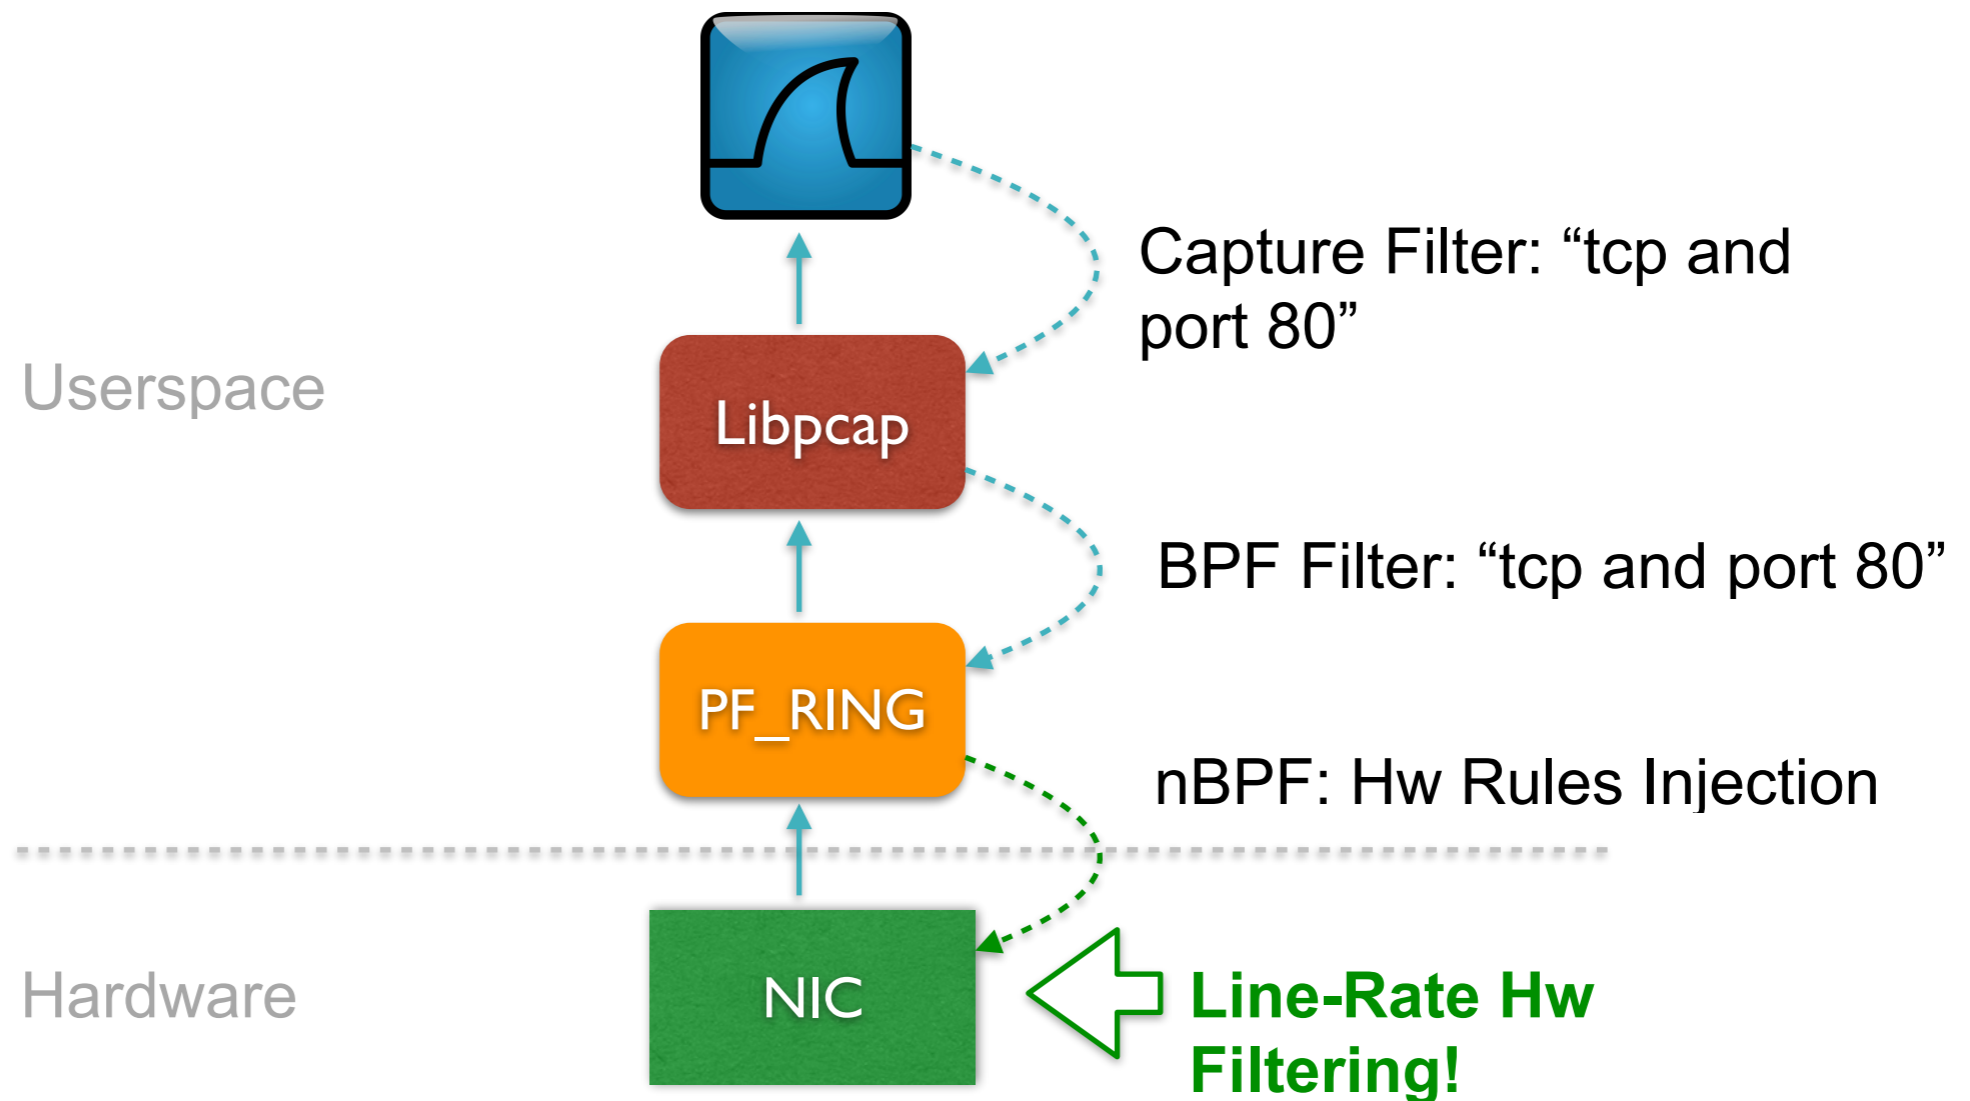 Capture Filter: “tcp and
port 80”
Userspace
Libpcap
BPF Filter: “tcp and port 80”
PF_RING
nBPF: Hw Rules Injection
Hardware
NIC
Line-Rate Hw
Filtering!